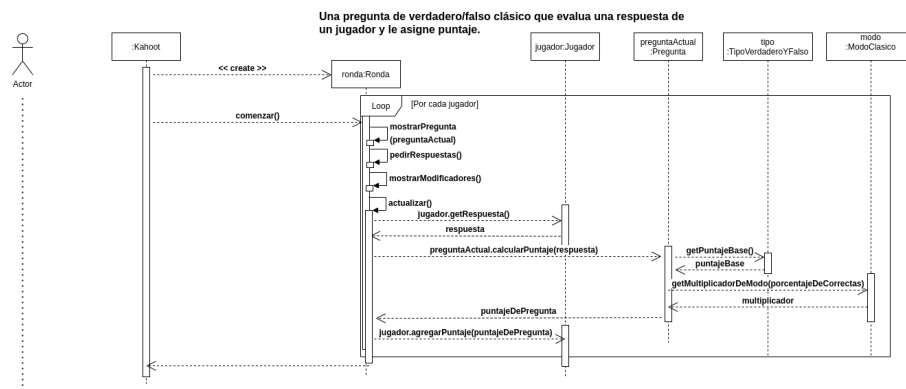 Una pregunta de verdadero/falso clásico que evalua una respuesta de
un jugador y le asigne puntaje.
Actor
:Kahoot
jugador:Jugador
preguntaActual
:Pregunta
tipo
:TipoVerdaderoYFalso
modo
:ModoClasico
<< create >>
ronda:Ronda
Loop
[Por cada jugador]
comenzar()
mostrarPregunta
(preguntaActual)
pedirRespuestas()
mostrarModificadores()
actualizar()
jugador.getRespuesta()
respuesta
preguntaActual.calcularPuntaje(respuesta)
getPuntajeBase()
puntajeBase
getMultiplicadorDeModo(porcentajeDeCorrectas)
multiplicador
puntajeDePregunta
jugador.agregarPuntaje(puntajeDePregunta)